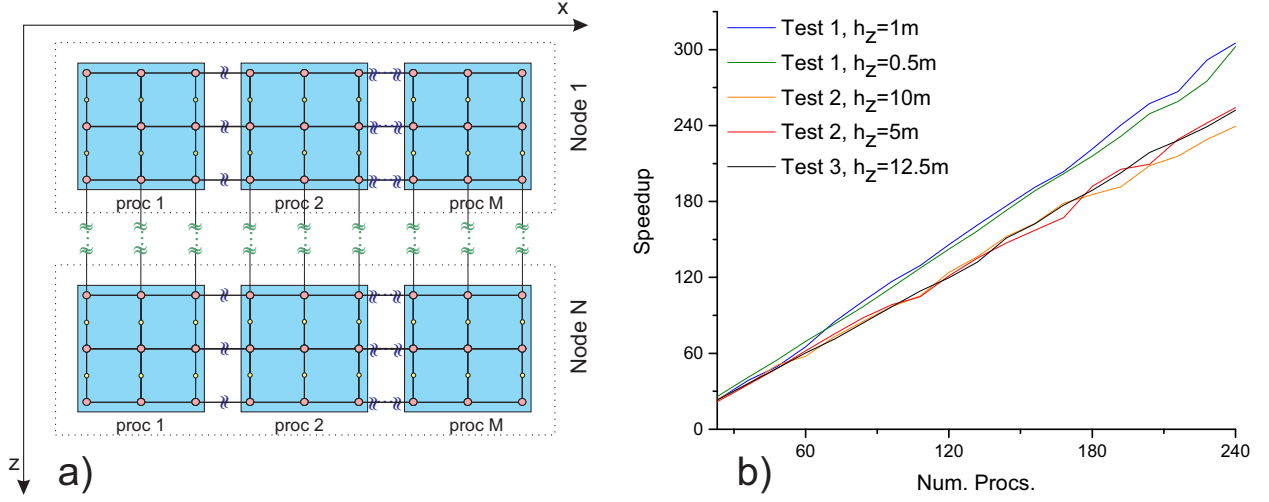 x
z
Node 1
proc 1
proc 2
proc M
Node N
proc 1
proc 2
proc M
a)
Test 1, hz=1m
Test 1, hz=0.5m
Test 2, hz=10m
Test 2, hz=5m
Test 3, hz=12.5m
Speedup
300
240
180
120
60
0
60
120
180
240
Num. Procs.
b)